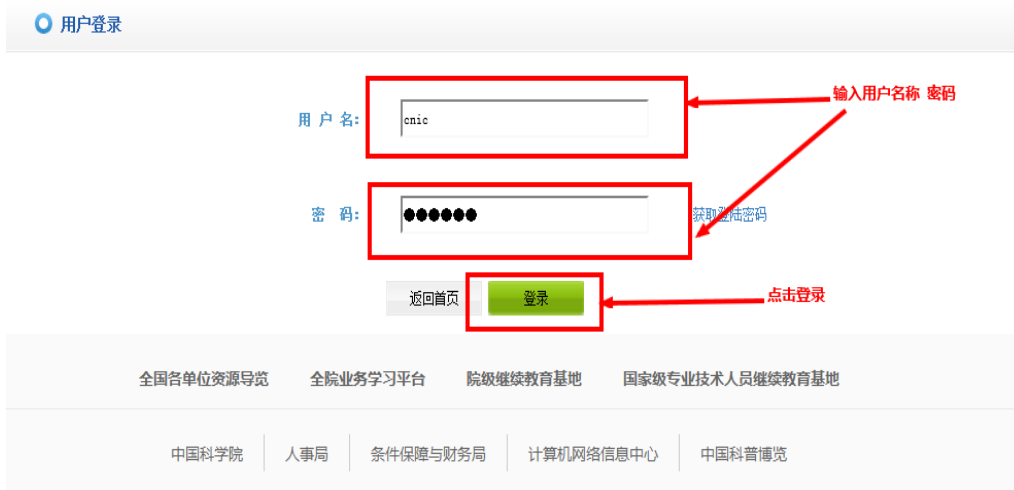 用户登录
输入用户名称 密码
用 户 名: cnic
密 码: ●●●●●● 获取登陆密码
返回首页 登录 点击登录
全国各单位资源导览 全院业务学习平台 院级继续教育基地 国家级专业技术人员继续教育基地
中国科学院 人事局 条件保障与财务局 计算机网络信息中心 中国科普博览